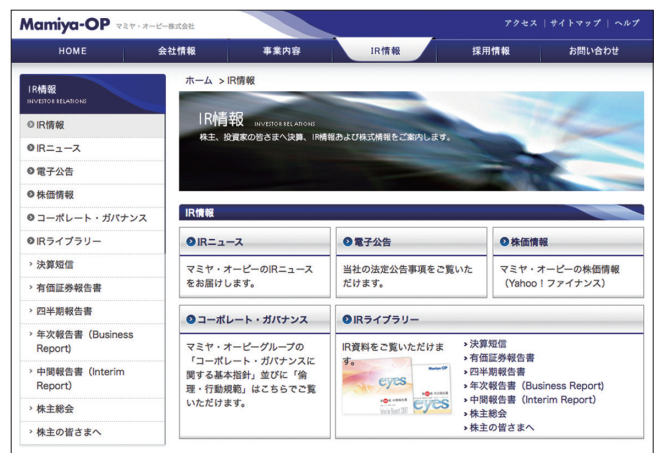 Mamiya-OP マミヤ・オーピー株式会社
アクセス | サイトマップ | ヘルプ
HOME 会社情報 事業内容 IR情報 採用情報 お問い合わせ
IR情報
INVESTOR RELATIONS
IR情報
IRニュース
電子公告
株価情報
コーポレート・ガバナンス
IRライブラリー
› 決算短信
› 有価証券報告書
› 四半期報告書
› 年次報告書（Business
Report）
› 中間報告書（Interim
Report）
› 株主総会
› 株主の皆さまへ
ホーム ＞IR情報
IR情報 INVESTOR RELATIONS
株主、投資家の皆さまへ決算、IR情報および株式情報をご案内します。
IR情報
IRニュース
マミヤ・オーピーのIRニュース
をお届けします。
電子公告
当社の法定公告事項をご覧いた
だけます。
株価情報
マミヤ・オーピーの株価情報
（Yahoo！ファイナンス）
コーポレート・ガバナンス
マミヤ・オーピーグループの
「コーポレート・ガバナンスに
関する基本指針」並びに「倫
理・行動規範」はこちらでご覧
いただけます。
IRライブラリー
IR資料をご覧いただけま
す。
eyes
Mamiya-OP
eyes
› 決算短信
› 有価証券報告書
› 四半期報告書
› 年次報告書（Business Report）
› 中間報告書（Interim Report）
› 株主総会
› 株主の皆さまへ